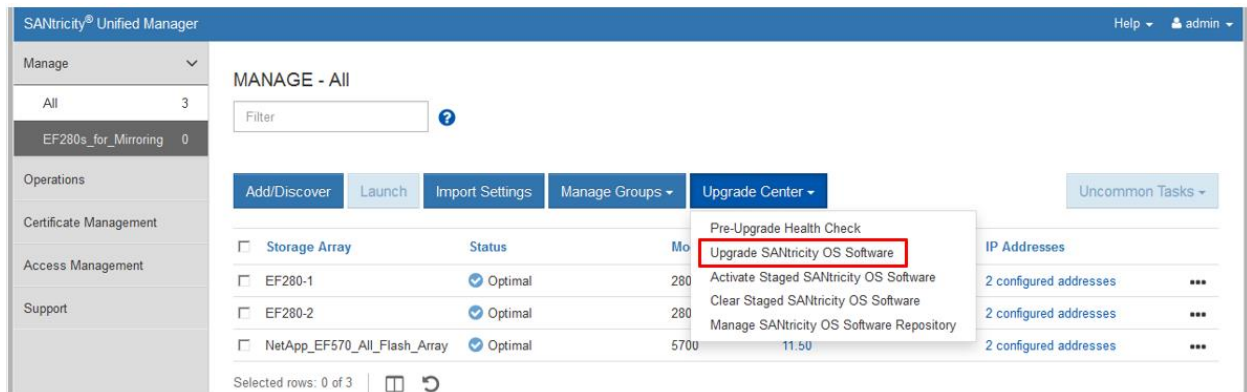 SANtricity® Unified Manager
Help
admin
Manage
All 3
EF280s_for_Mirroring 0
Operations
Certificate Management
Access Management
Support
MANAGE - All
Filter
?
Add/Discover Launch Import Settings Manage Groups Upgrade Center Uncommon Tasks
Pre-Upgrade Health Check
Upgrade SANtricity OS Software
Activate Staged SANtricity OS Software
Clear Staged SANtricity OS Software
Manage SANtricity OS Software Repository
Storage Array Status Mo IP Addresses
EF280-1 Optimal 280 2 configured addresses
EF280-2 Optimal 280 2 configured addresses
NetApp_EF570_All_Flash_Array Optimal 5700 11.50 2 configured addresses
Selected rows: 0 of 3